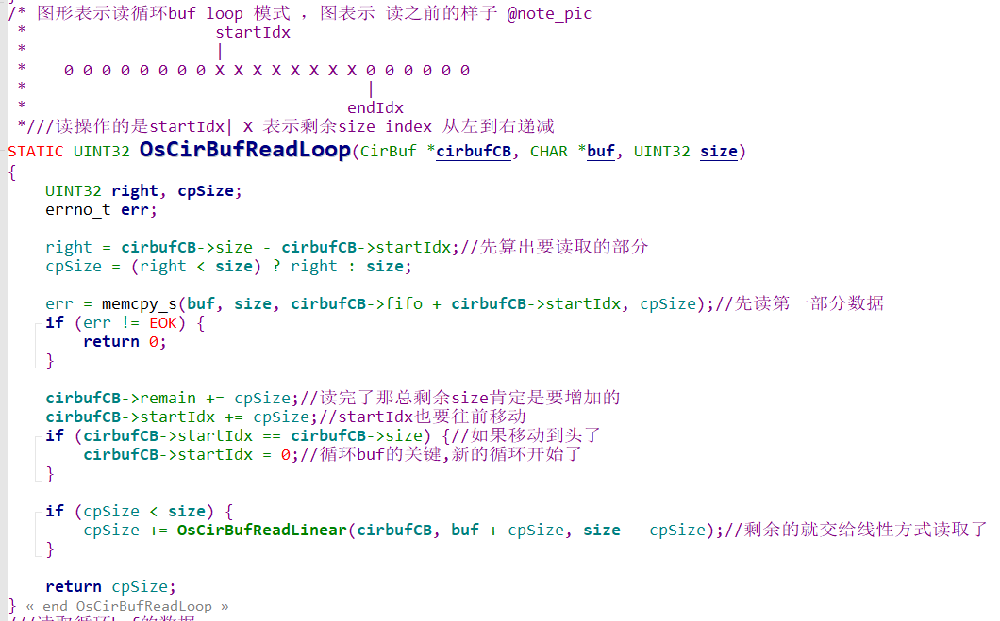 /* 图形表示读循环buf loop 模式 , 图表示 读之前的样子 @note_pic
 *                    startIdx
 *                    |
 *    0 0 0 0 0 0 0 0 X X X X X X X X 0 0 0 0 0 0
 *                                    |
 *                                  endIdx
 *///读操作的是startIdx| X 表示剩余size index 从左到右递减
STATIC UINT32 OsCirBufReadLoop(CirBuf *cirbufCB, CHAR *buf, UINT32 size)
{
    UINT32 right, cpSize;
    errno_t err;
    right = cirbufCB->size - cirbufCB->startIdx;//先算出要读取的部分
    cpSize = (right < size) ? right : size;
    err = memcpy_s(buf, size, cirbufCB->fifo + cirbufCB->startIdx, cpSize);//先读第一部分数据
    if (err != EOK) {
        return 0;
    }
    cirbufCB->remain += cpSize;//读完了那总剩余size肯定是要增加的
    cirbufCB->startIdx += cpSize;//startIdx也要往前移动
    if (cirbufCB->startIdx == cirbufCB->size) {//如果移动到头了
        cirbufCB->startIdx = 0;//循环buf的关键,新的循环开始了
    }
    if (cpSize < size) {
        cpSize += OsCirBufReadLinear(cirbufCB, buf + cpSize, size - cpSize);//剩余的就交给线性方式读取了
    }
    return cpSize;
} « end OsCirBufReadLoop »
///读取循环buf的数据